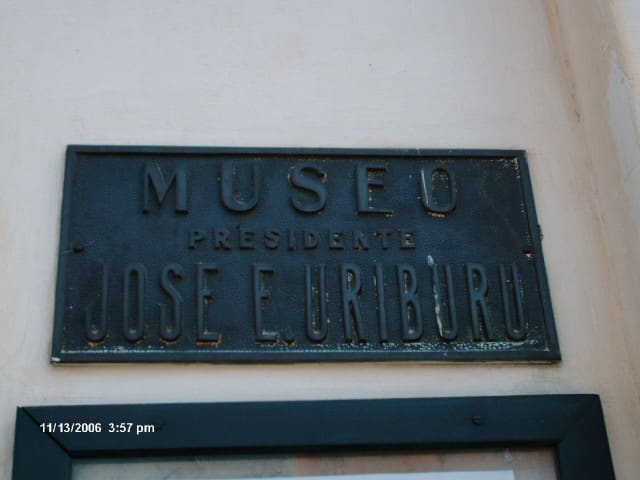 MUSEO
PRESIDENTE
JOSE E. URIBURU
11/13/2006 3:57 pm